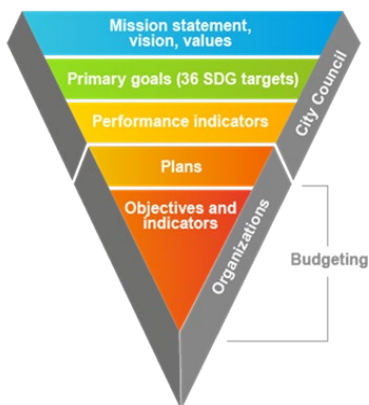 Mission statement,
vision, values
Primary goals (36 SDG targets)
Performance indicators
City Council
Plans
Objectives and
indicators
Organizations
Budgeting